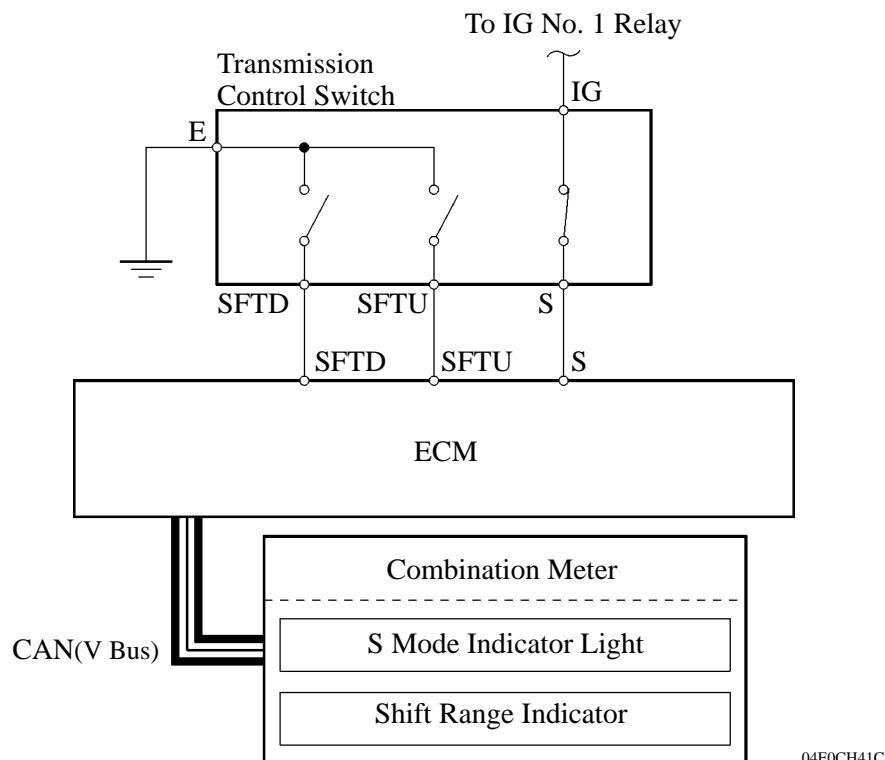 To IG No. 1 Relay
Transmission
Control Switch
IG
E
SFTD
SFTU
S
SFTD
SFTU
S
ECM
Combination Meter
CAN(V Bus)
S Mode Indicator Light
Shift Range Indicator
04E0CH41C